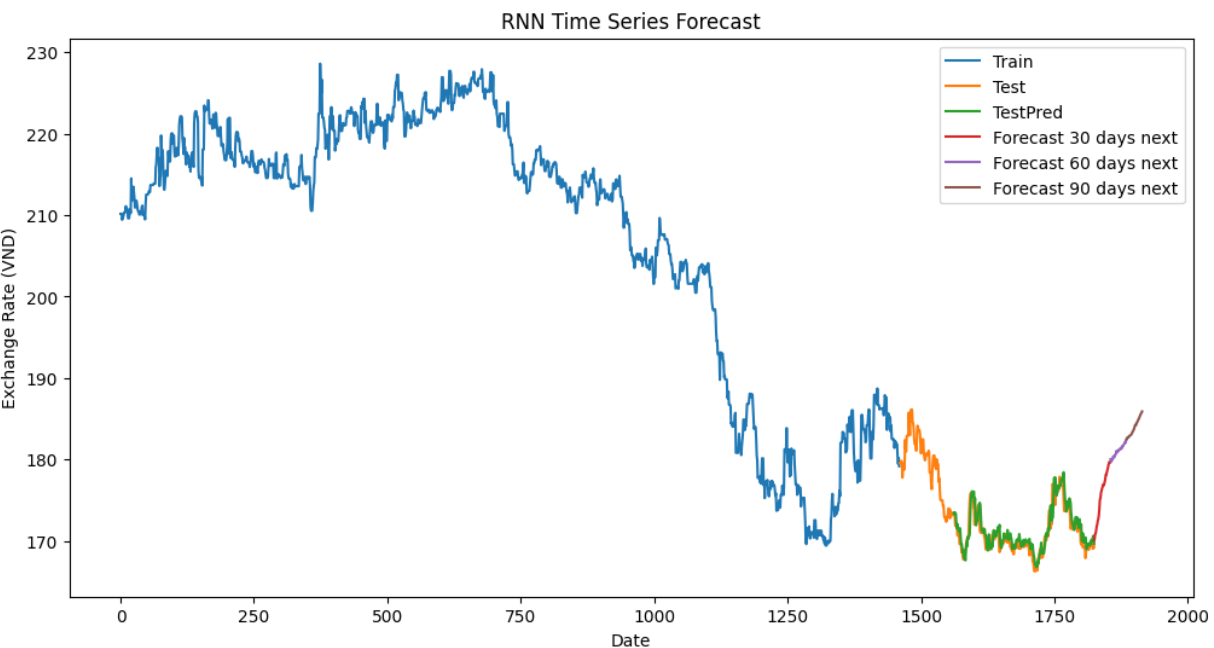 RNN Time Series Forecast
Exchange Rate (VND)
230
220
210
200
190
180
170
Train
Test
TestPred
Forecast 30 days next
Forecast 60 days next
Forecast 90 days next
0 250 500 750 1000 1250 1500 1750 2000
Date